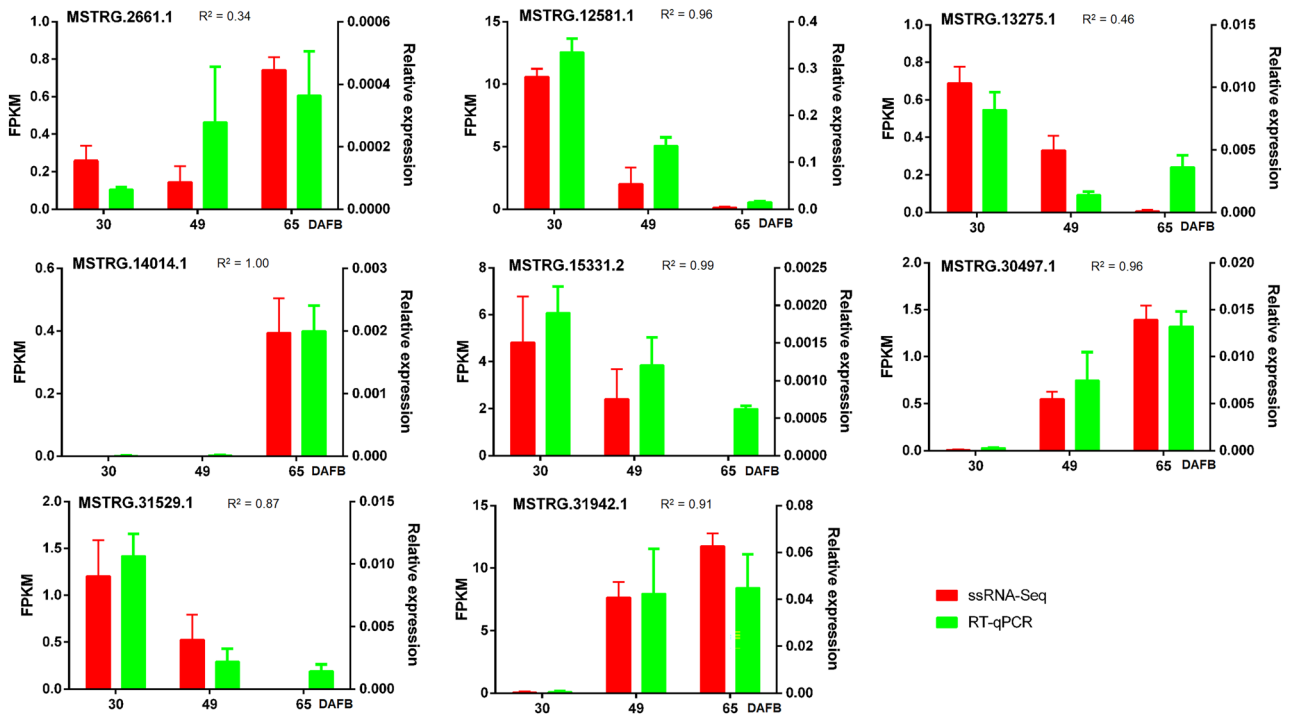 MSTRG.2661.1 R² = 0.34
1.0
0.8
0.6
0.4
0.2
0.0
FPKM
0.0006
0.0004
0.0002
0.0000
Relative expression
30 49 65 DAFB
MSTRG.12581.1 R² = 0.96
15
10
5
0
FPKM
0.4
0.3
0.2
0.1
0.0
Relative expression
30 49 65 DAFB
MSTRG.13275.1 R² = 0.46
1.0
0.8
0.6
0.4
0.2
0.0
FPKM
0.015
0.010
0.005
0.000
Relative expression
30 49 65 DAFB
MSTRG.14014.1 R² = 1.00
0.6
0.4
0.2
0.0
FPKM
0.003
0.002
0.001
0.000
Relative expression
30 49 65 DAFB
MSTRG.15331.2 R² = 0.99
8
6
4
2
0
FPKM
0.0025
0.0020
0.0015
0.0010
0.0005
0.0000
Relative expression
30 49 65 DAFB
MSTRG.30497.1 R² = 0.96
2.0
1.5
1.0
0.5
0.0
FPKM
0.020
0.015
0.010
0.005
0.000
Relative expression
30 49 65 DAFB
MSTRG.31529.1 R² = 0.87
2.0
1.5
1.0
0.5
0.0
FPKM
0.015
0.010
0.005
0.000
Relative expression
30 49 65 DAFB
MSTRG.31942.1 R² = 0.91
15
10
5
0
FPKM
0.08
0.06
0.04
0.02
0.00
Relative expression
30 49 65 DAFB
ssRNA-Seq
RT-qPCR